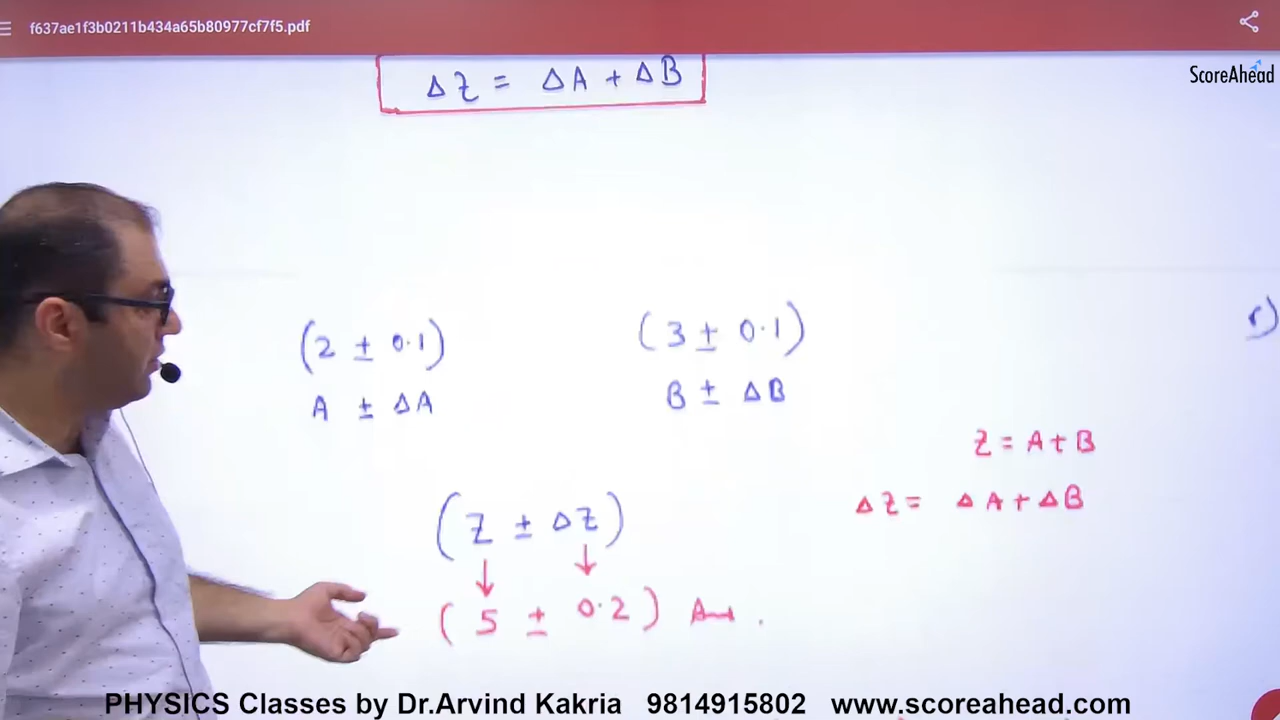 f637ae1f3b0211b434a65b80977cf7f5.pdf
ScoreAhead
ΔZ = ΔA + ΔB
(2 ± 0.1)
(3 ± 0.1)
r)
A ± ΔA
B ± ΔB
Z = A + B
ΔZ = ΔA + ΔB
(Z ± ΔZ)
(5 ± 0.2) Ans.
PHYSICS Classes by Dr.Arvind Kakria 9814915802 www.scoreahead.com